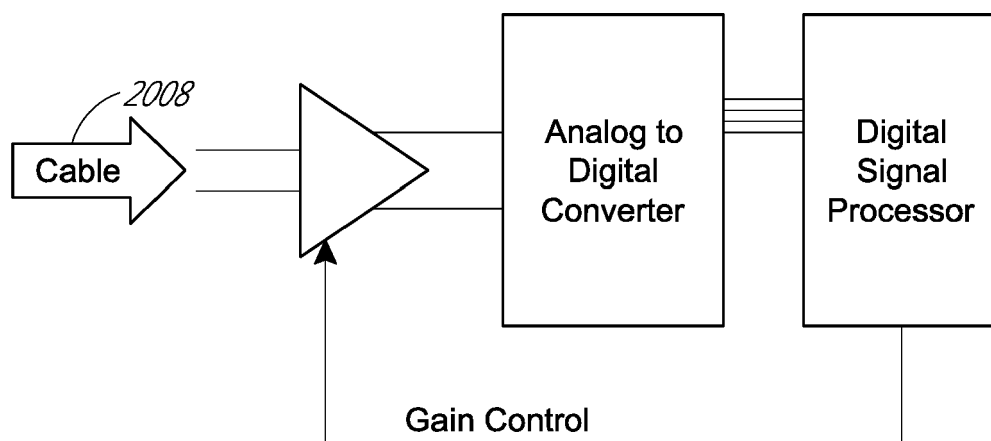 2008
Cable
Analog to
Digital
Converter
Digital
Signal
Processor
Gain Control